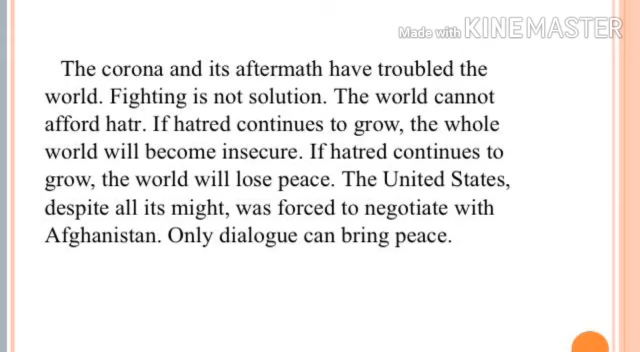 Made with KINEMASTER
The corona and its aftermath have troubled the
world. Fighting is not solution. The world cannot
afford hatr. If hatred continues to grow, the whole
world will become insecure. If hatred continues to
grow, the world will lose peace. The United States,
despite all its might, was forced to negotiate with
Afghanistan. Only dialogue can bring peace.